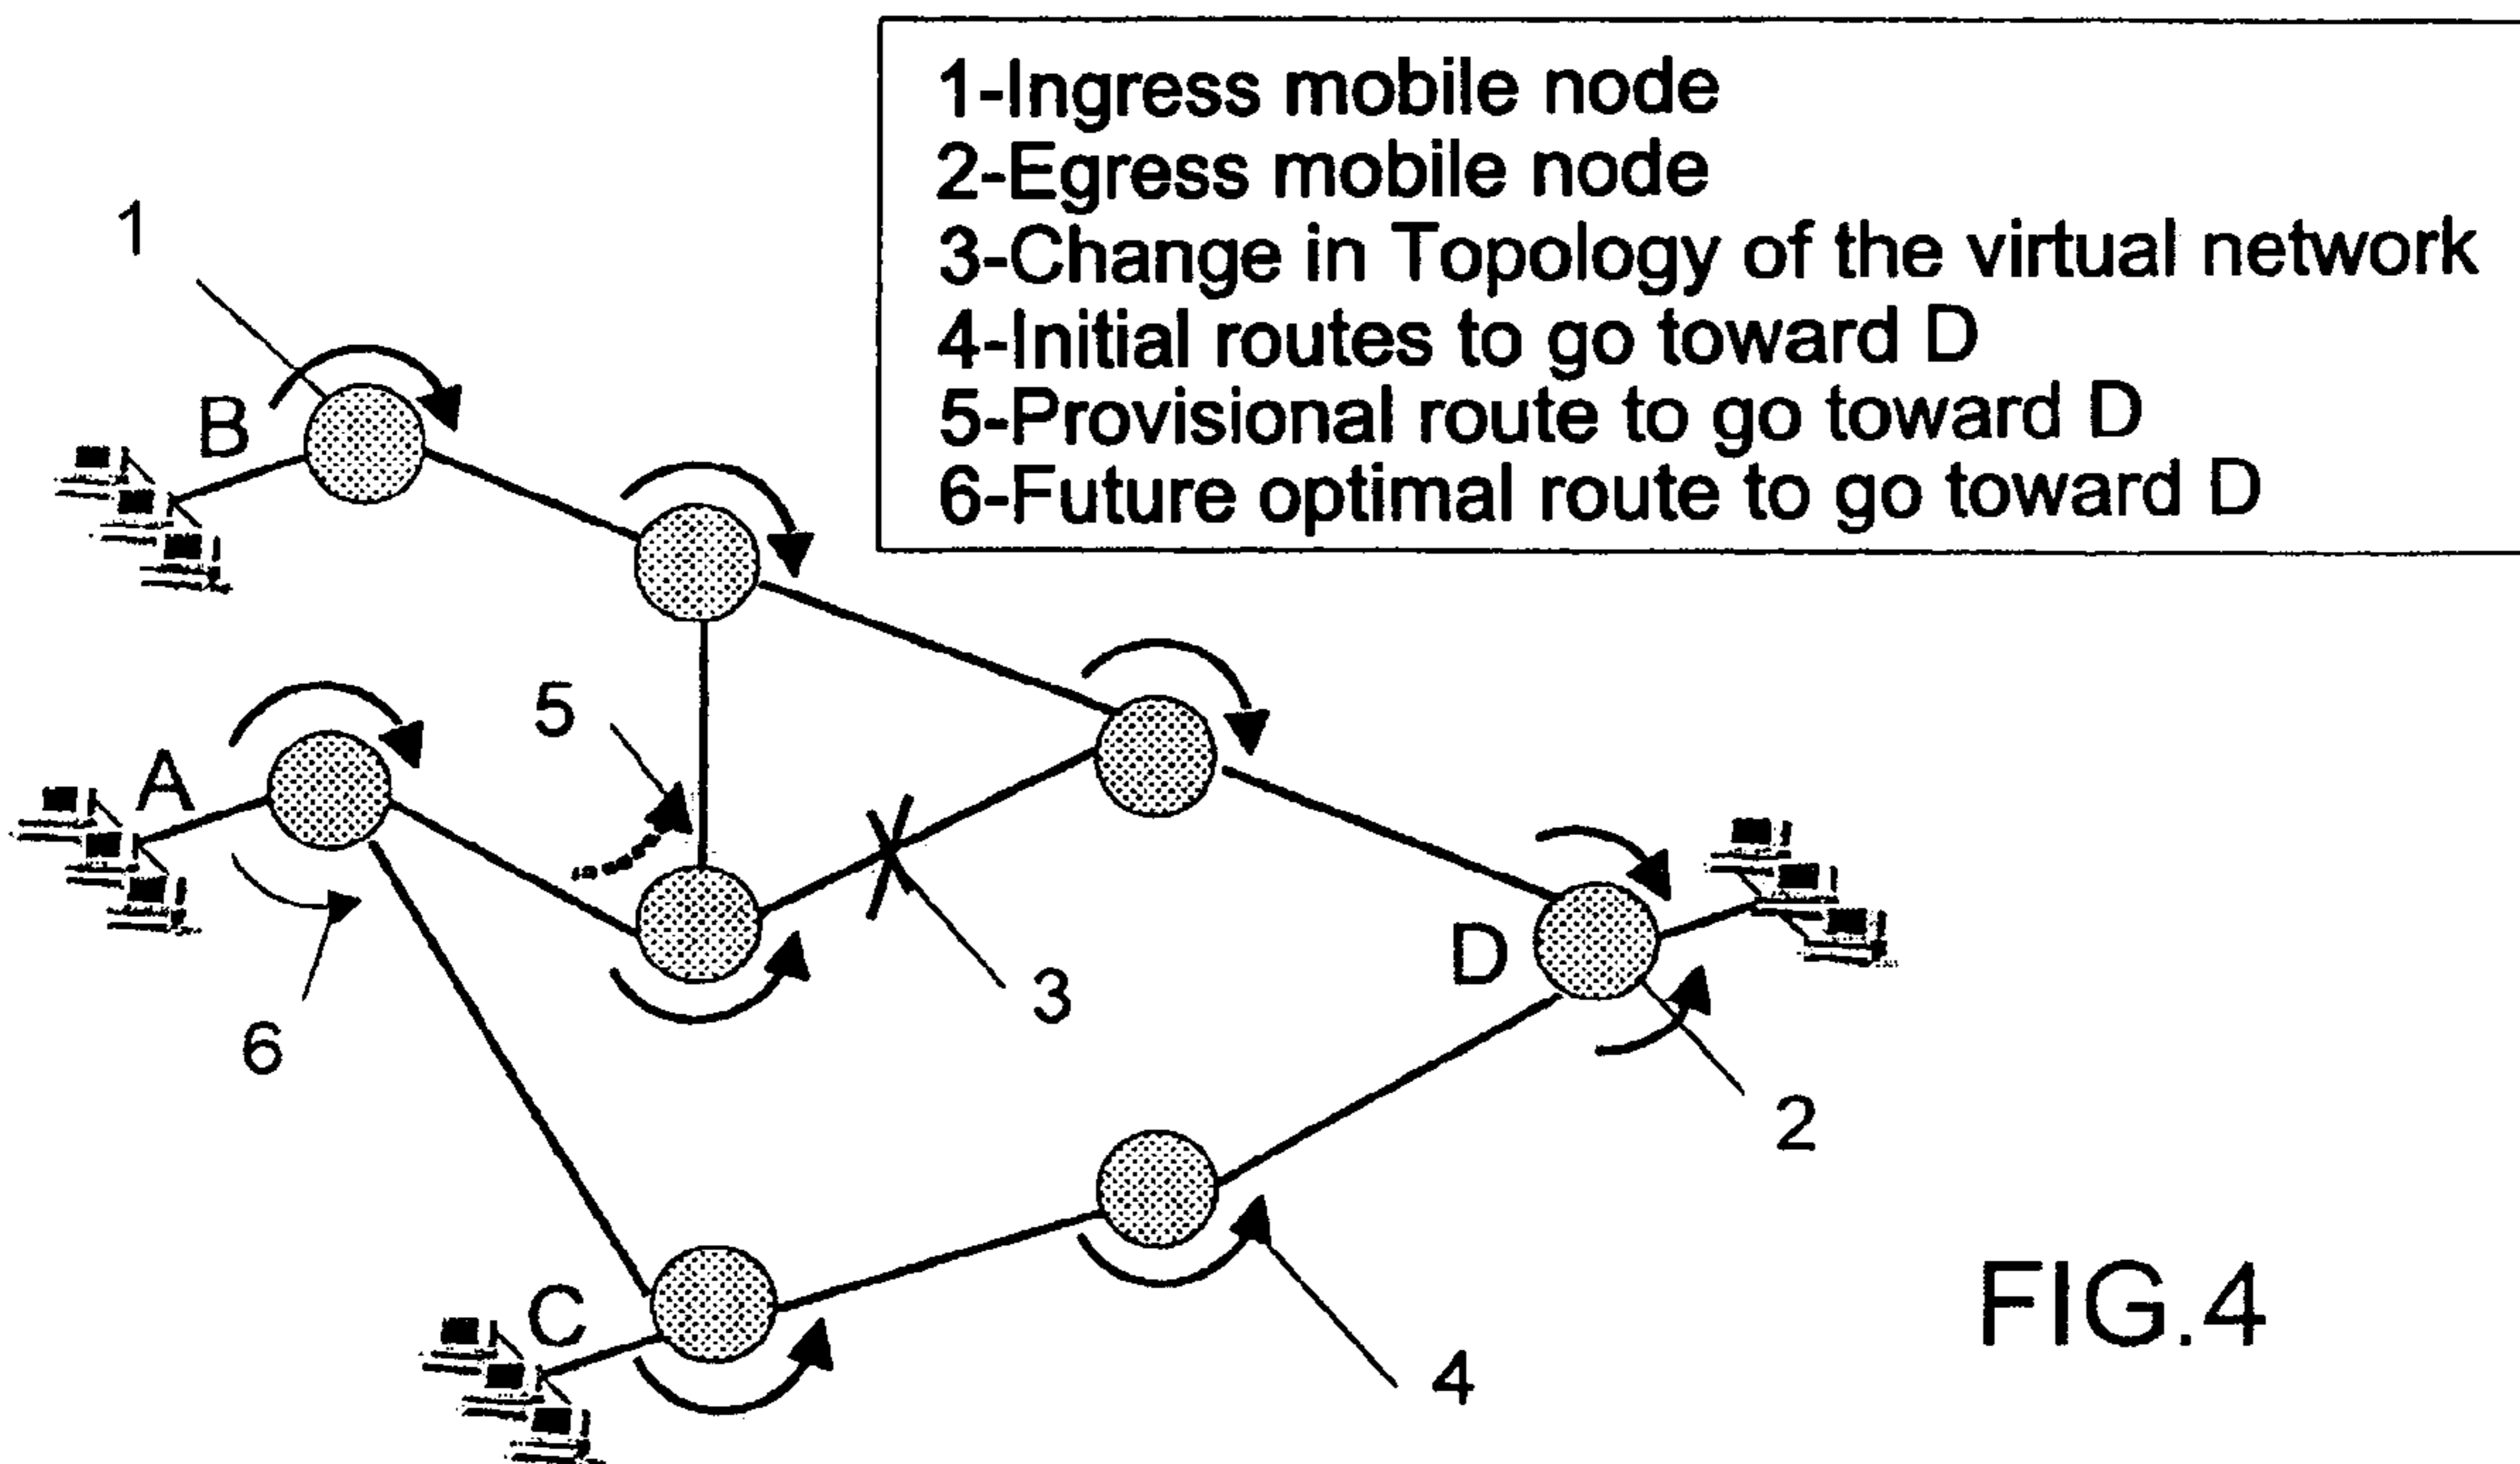 1-Ingress mobile node
2-Egress mobile node
3-Change in Topology of the virtual network
4-Initial routes to go toward D
5-Provisional route to go toward D
6-Future optimal route to go toward D
1
B
5
A
D
3
6
2
C
4
FIG.4